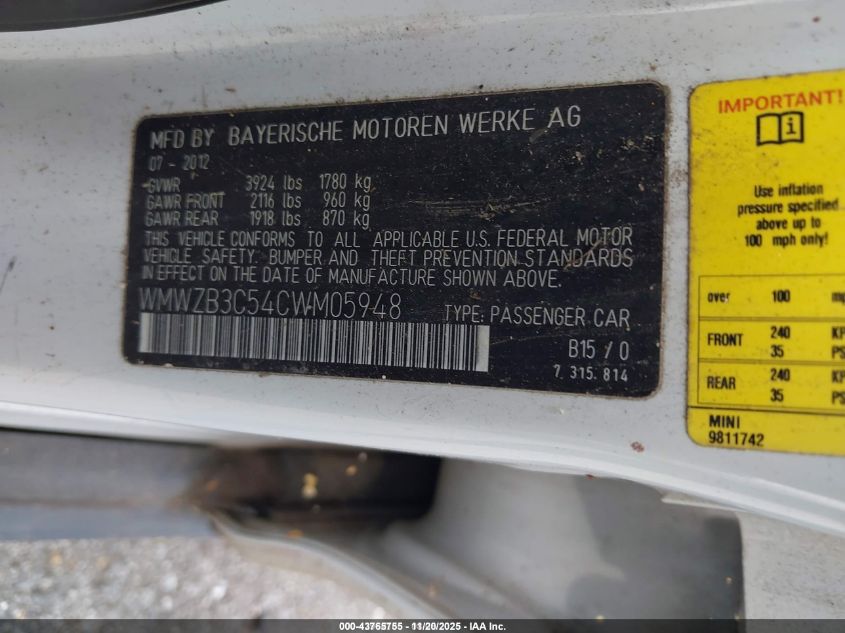 MFD BY BAYERISCHE MOTOREN WERKE AG
07 - 2012
GVWR 3924 lbs 1780 kg
GAWR FRONT 2116 lbs 960 kg
GAWR REAR 1918 lbs 870 kg
THIS VEHICLE CONFORMS TO ALL APPLICABLE U.S. FEDERAL MOTOR
VEHICLE SAFETY, BUMPER AND THEFT PREVENTION STANDARDS
IN EFFECT ON THE DATE OF MANUFACTURE SHOWN ABOVE.
WMWZB3C54CWM05948 TYPE: PASSENGER CAR
B15 / 0
7. 315. 814
IMPORTANT!
Use inflation
pressure specified
above up to
100 mph only!
over 100
FRONT 240 KP
35 PS
REAR 240 KP
35 PS
MINI
9811742
000-43765755 - 11/20/2025 - IAA Inc.